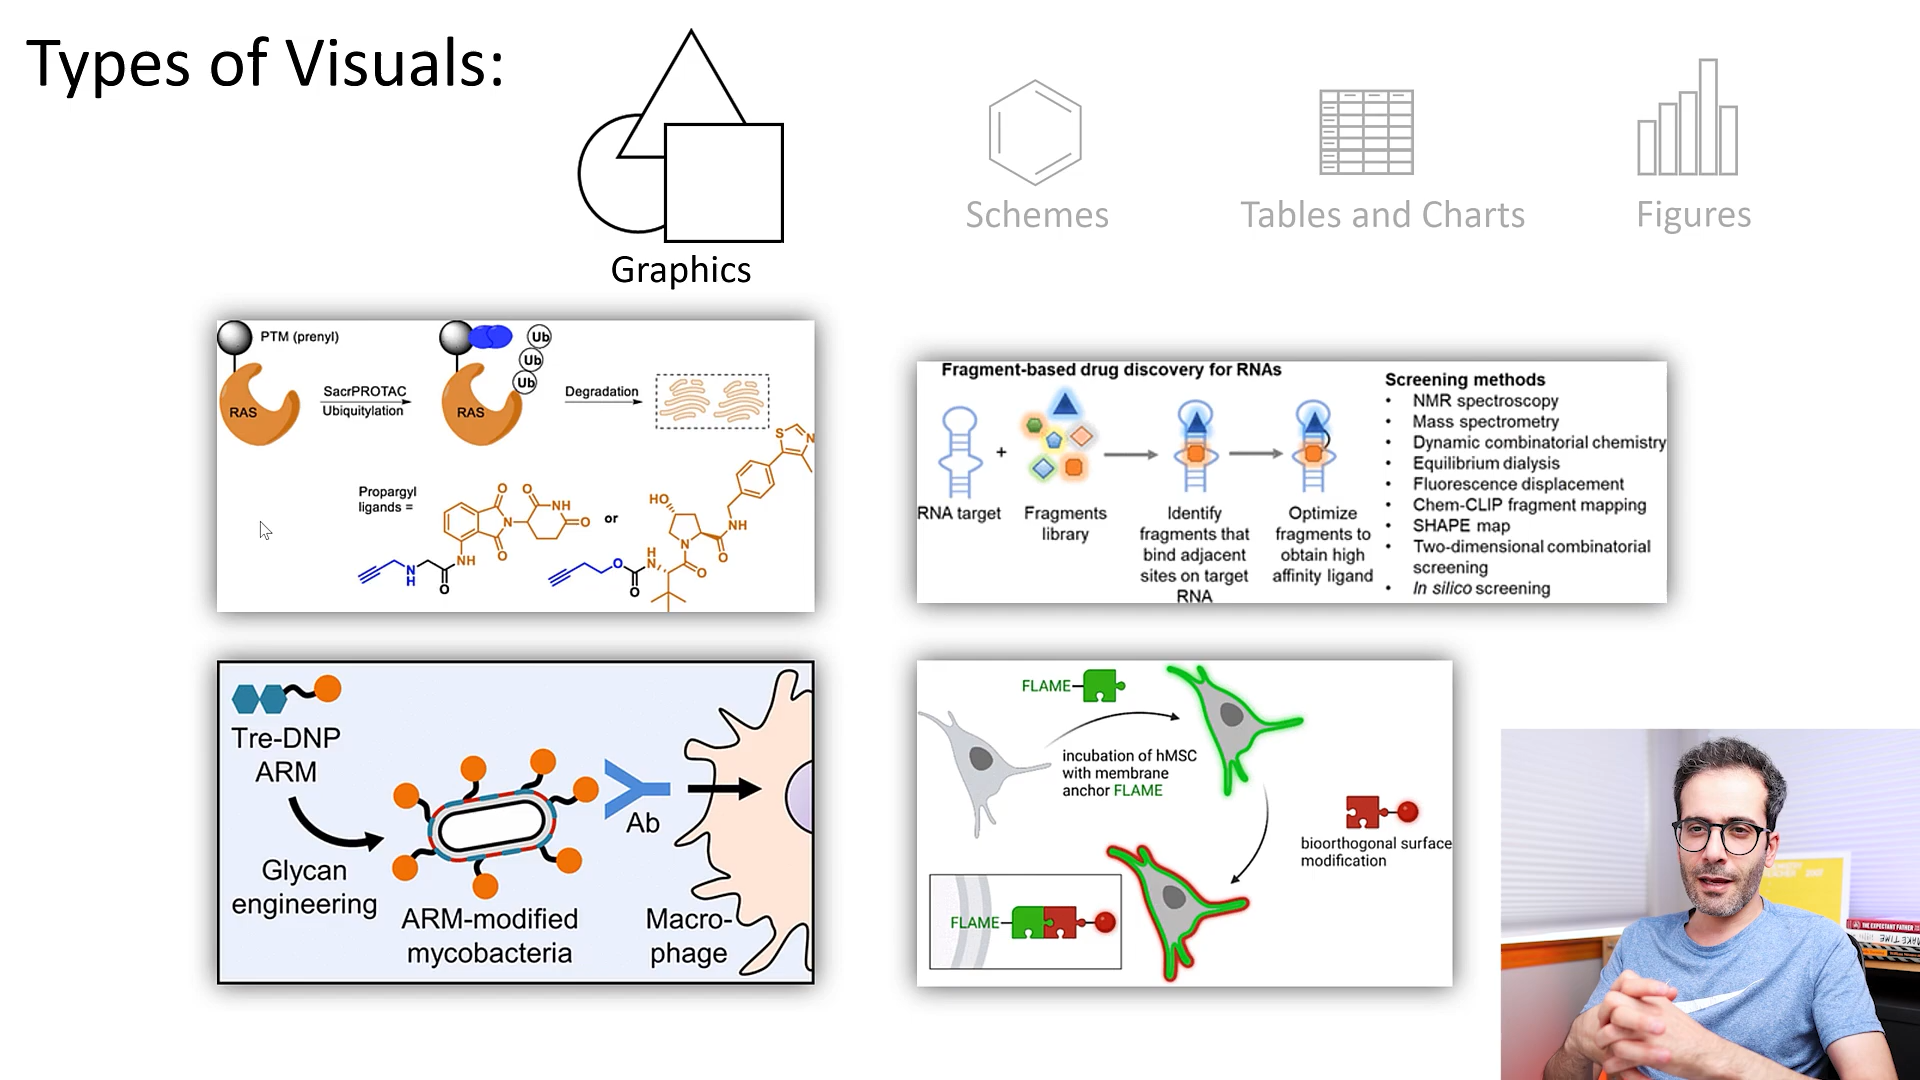 Types of Visuals:
Graphics
Schemes
Tables and Charts
Figures
PTM (prenyl)
RAS
SacrPROTAC
Ubiquitylation
RAS
Ub
Ub
Ub
Degradation
Propargyl
ligands =
N
H
O
NH
O
O
N
O
NH
O
or
O
O
H
N
O
N
HO
O
NH
S
N
Fragment-based drug discovery for RNAs
RNA target
+
Fragments
library
Identify
fragments that
bind adjacent
sites on target
RNA
Optimize
fragments to
obtain high
affinity ligand
Screening methods
• NMR spectroscopy
• Mass spectrometry
• Dynamic combinatorial chemistry
• Equilibrium dialysis
• Fluorescence displacement
• Chem-CLIP fragment mapping
• SHAPE map
• Two-dimensional combinatorial
screening
• In silico screening
Tre-DNP
ARM
Glycan
engineering
ARM-modified
mycobacteria
Ab
Macro-
phage
FLAME
incubation of hMSC
with membrane
anchor FLAME
bioorthogonal surface
modification
FLAME
THE EXPECTANT FATHER
MAKE TIME